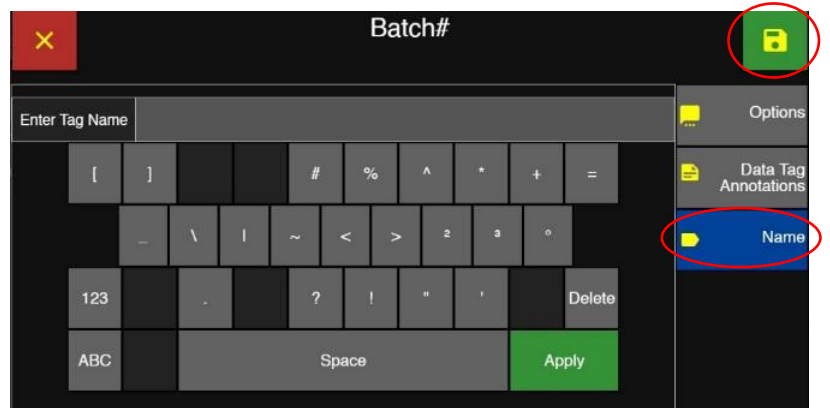 Batch#
Enter Tag Name
Options
[ ] # % ^ * + =
Data Tag
Annotations
_ \ | ~ < > ² ³ °
Name
123 . ? ! " ' Delete
ABC Space Apply